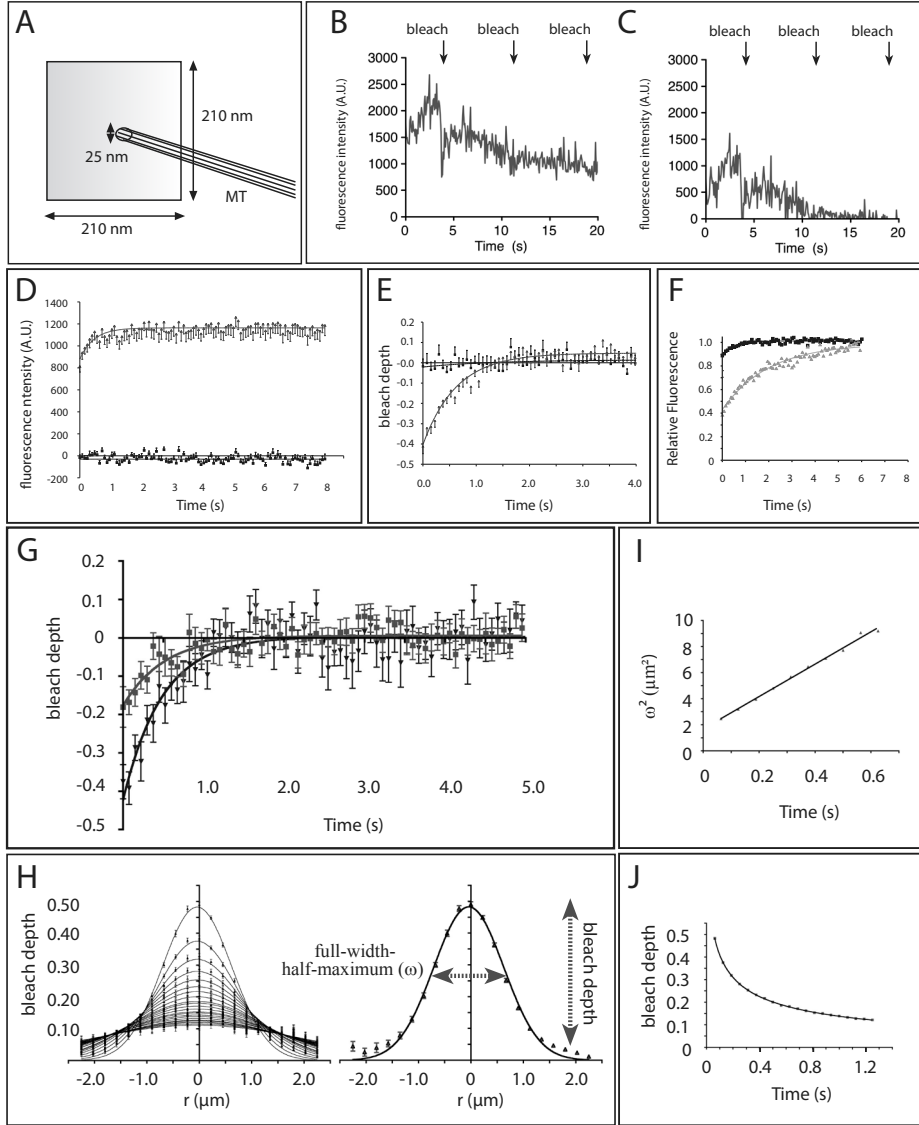 A
210 nm
25 nm
MT
210 nm
B
bleach bleach bleach
fluorescence intensity (A.U.)
3000
2500
2000
1500
1000
500
0
0 5 10 15 20
Time (s)
C
bleach bleach bleach
fluorescence intensity (A.U.)
3000
2500
2000
1500
1000
500
0
0 5 10 15 20
Time (s)
D
fluorescence intensity (A.U.)
1400
1200
1000
800
600
400
200
0
-200
0 1 2 3 4 5 6 7 8
Time (s)
E
bleach depth
0.2
0.1
0.0
-0.1
-0.2
-0.3
-0.4
-0.5
0.0 1.0 2.0 3.0 4.0
Time (s)
F
Relative Fluorescence
1.0
0.8
0.6
0.4
0.2
0
0 1 2 3 4 5 6 7 8
Time (s)
G
bleach depth
0.2
0.1
0
-0.1
-0.2
-0.3
-0.4
-0.5
1.0 2.0 3.0 4.0 5.0
Time (s)
I
ω² (µm²)
10
8
6
4
2
0
0 0.2 0.4 0.6
Time (s)
H
bleach depth
0.50
0.40
0.30
0.20
0.10
-2.0 -1.0 0 1.0 2.0
r (µm)
full-width-
half-maximum (ω)
bleach depth
-2.0 -1.0 0 1.0 2.0
r (µm)
J
bleach depth
0.5
0.4
0.3
0.2
0.1
0 0.4 0.8 1.2
Time (s)